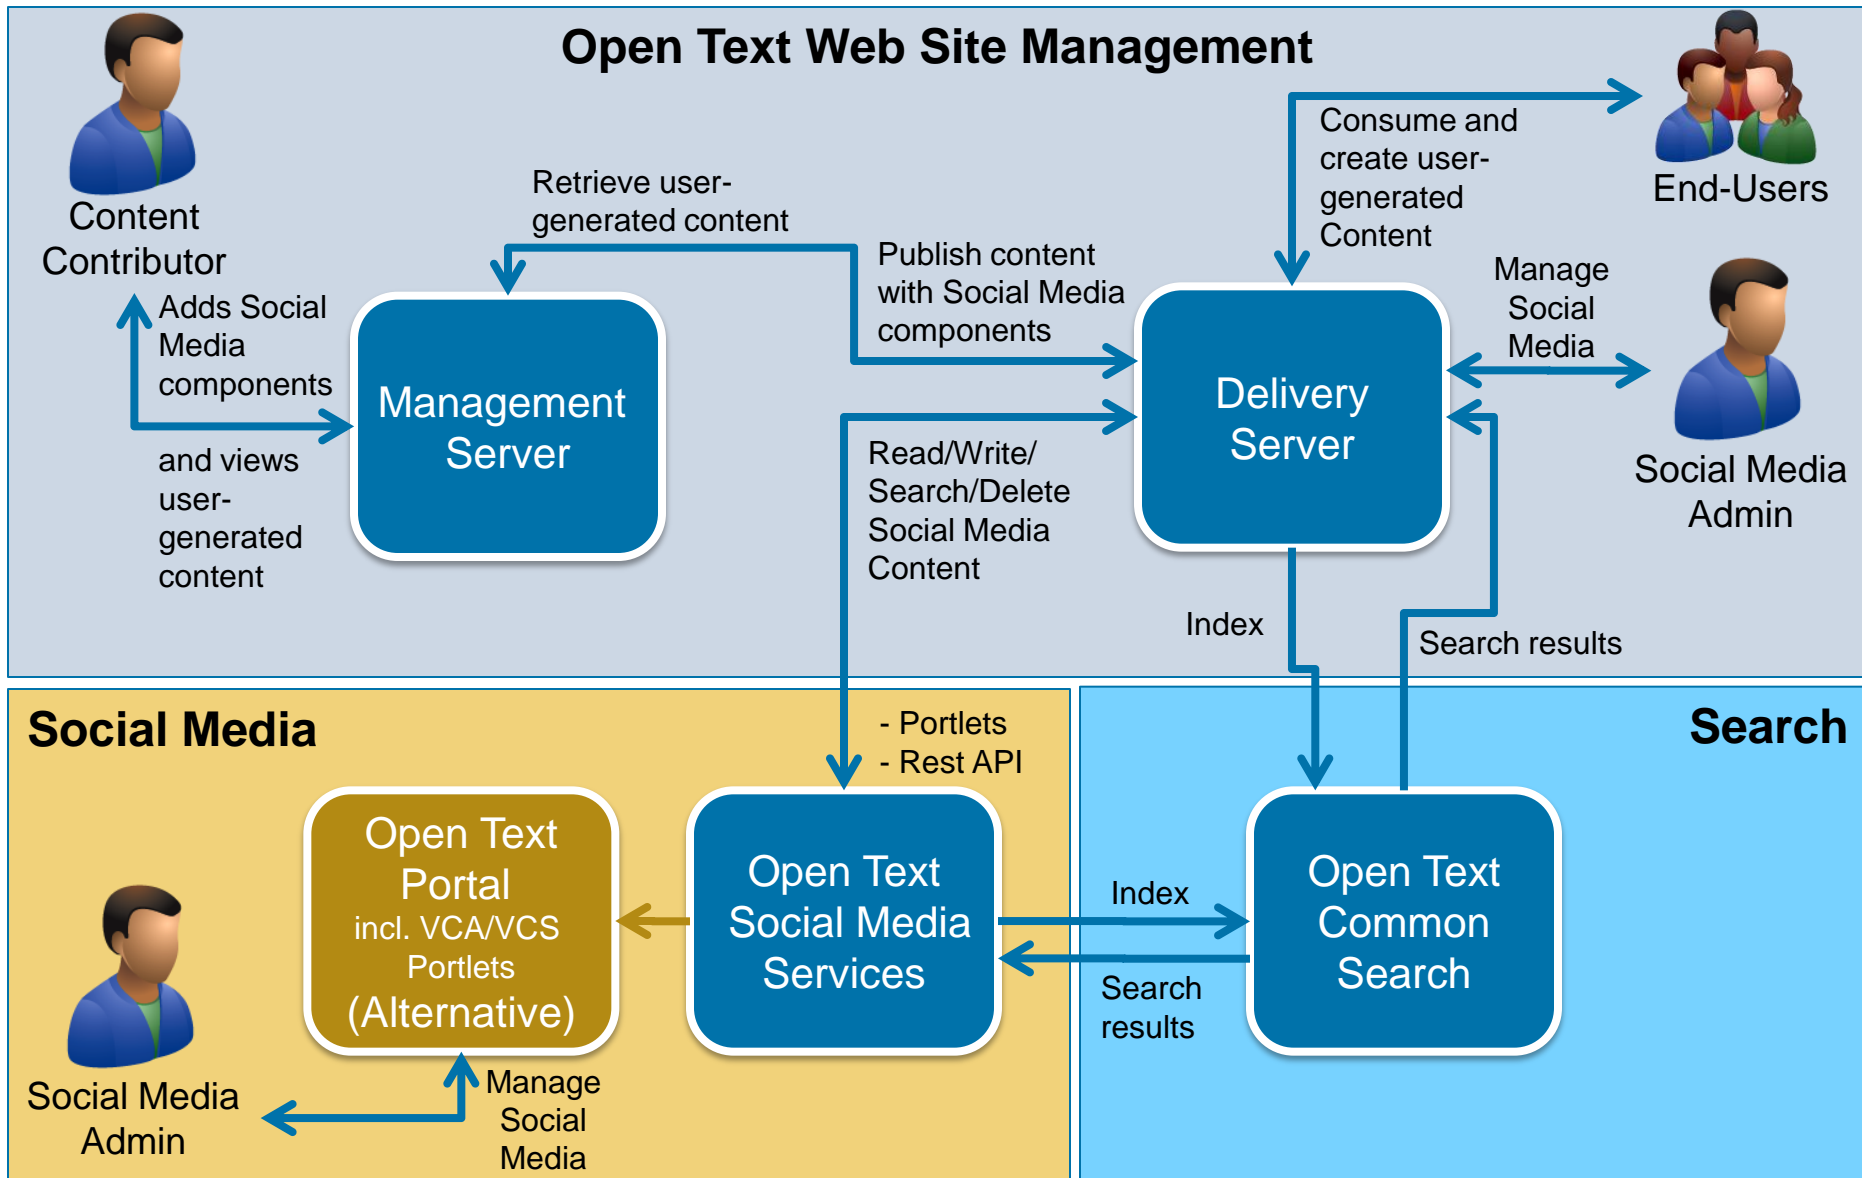 Open Text Web Site Management
Content
Contributor
Adds Social
Media
components
and views
user-
generated
content
Retrieve user-
generated content
Management
Server
Publish content
with Social Media
components
Read/Write/
Search/Delete
Social Media
Content
Consume and
create user-
generated
Content
End-Users
Delivery
Server
Manage
Social
Media
Social Media
Admin
Index
Search results
Social Media
- Portlets
- Rest API
Open Text
Portal
incl. VCA/VCS
Portlets
(Alternative)
Open Text
Social Media
Services
Social Media
Admin
Manage
Social
Media
Search
Index
Search
results
Open Text
Common
Search